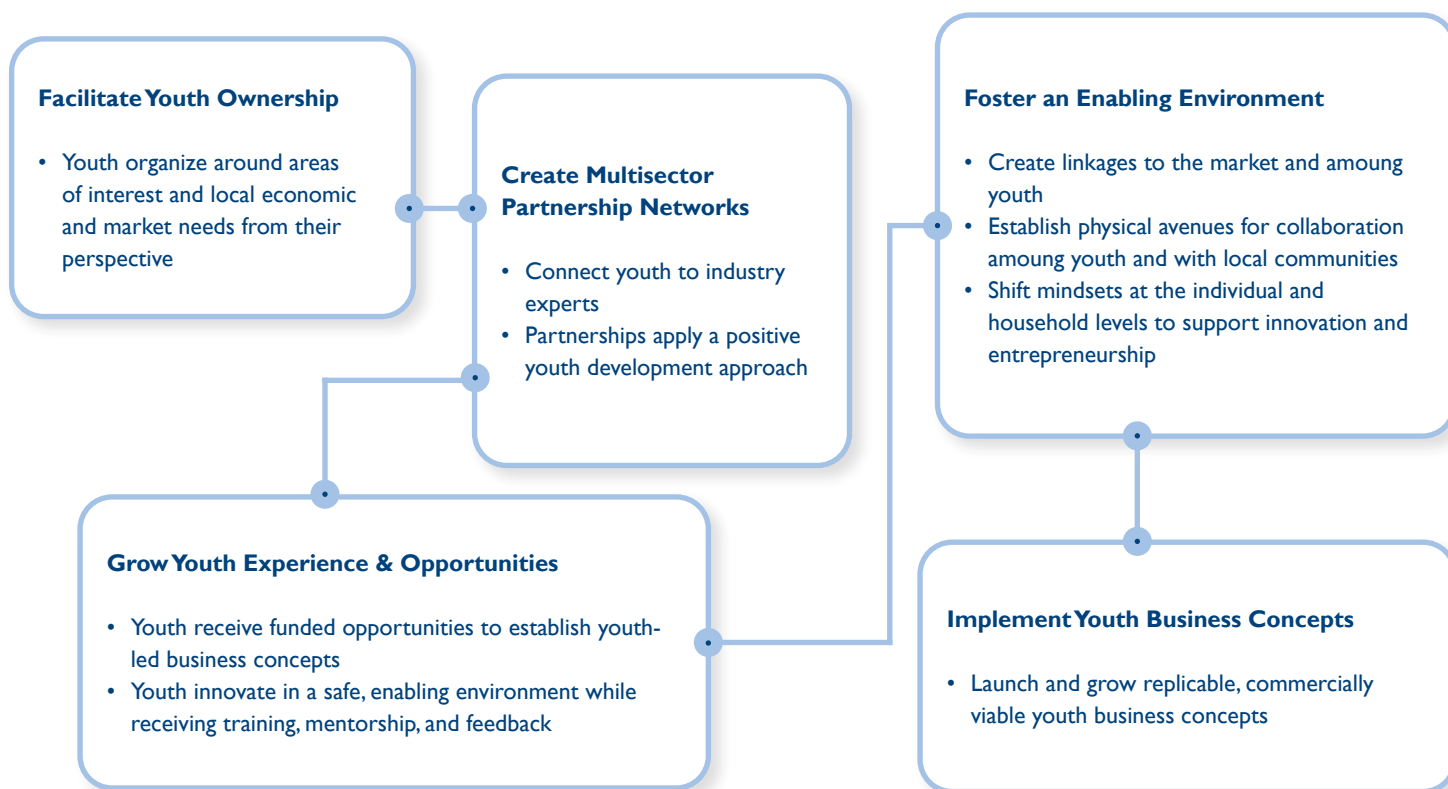 Facilitate Youth Ownership
• Youth organize around areas
of interest and local economic
and market needs from their
perspective
Create Multisector
Partnership Networks
• Connect youth to industry
experts
• Partnerships apply a positive
youth development approach
Grow Youth Experience & Opportunities
• Youth receive funded opportunities to establish youth-
led business concepts
• Youth innovate in a safe, enabling environment while
receiving training, mentorship, and feedback
Foster an Enabling Environment
• Create linkages to the market and amoung
youth
• Establish physical avenues for collaboration
amoung youth and with local communities
• Shift mindsets at the individual and
household levels to support innovation and
entrepreneurship
Implement Youth Business Concepts
• Launch and grow replicable, commercially
viable youth business concepts